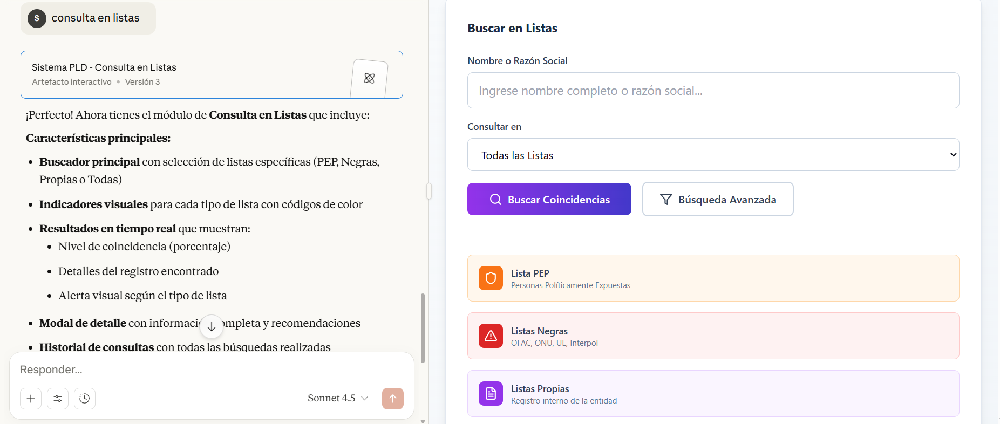 S consulta en listas
Sistema PLD - Consulta en Listas
Artefacto interactivo • Versión 3
¡Perfecto! Ahora tienes el módulo de Consulta en Listas que incluye:
Características principales:
• Buscador principal con selección de listas específicas (PEP, Negras,
Propias o Todas)
• Indicadores visuales para cada tipo de lista con códigos de color
• Resultados en tiempo real que muestran:
• Nivel de coincidencia (porcentaje)
• Detalles del registro encontrado
• Alerta visual según el tipo de lista
• Modal de detalle con y recomendaciones
• Historial de consultas con todas las búsquedas realizadas
Responder...
Sonnet 4.5
Buscar en Listas
Nombre o Razón Social
Ingrese nombre completo o razón social...
Consultar en
Todas las Listas
Buscar Coincidencias
Búsqueda Avanzada
Lista PEP
Personas Políticamente Expuestas
Listas Negras
OFAC, ONU, UE, Interpol
Listas Propias
Registro interno de la entidad